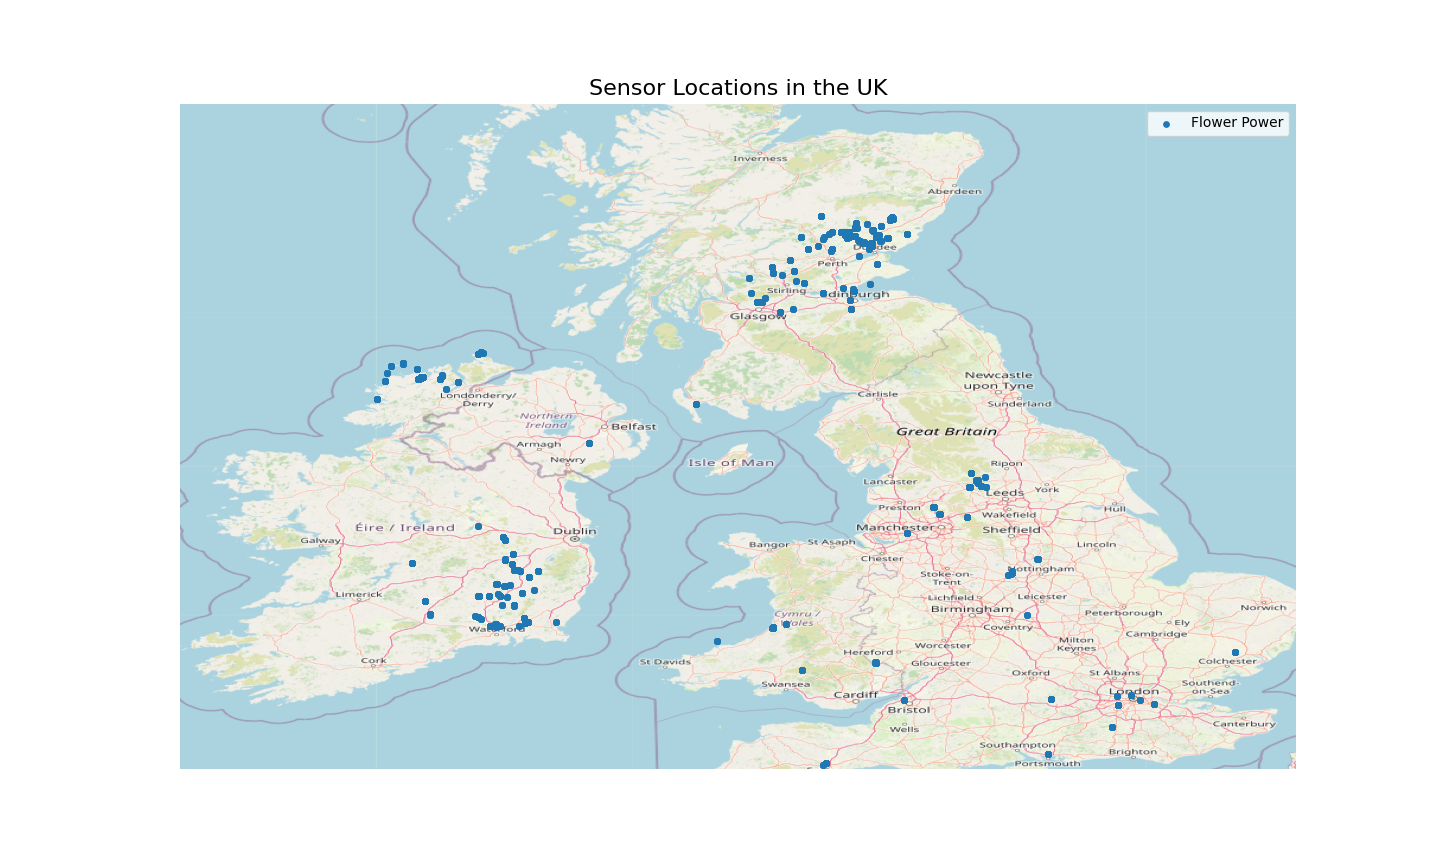 Sensor Locations in the UK
Flower Power
Inverness
Aberdeen
Dundee
Perth
Stirling
Edinburgh
Glasgow
Newcastle
upon Tyne
Londonderry/
Derry
Carlisle
Sunderland
Northern
Ireland
Belfast
Great Britain
Armagh
Newry
Isle of Man
Ripon
Lancaster
Leeds
York
Preston
Wakefield
Hull
Éire / Ireland
Dublin
Manchester
Sheffield
Galway
Bangor
St Asaph
Lincoln
Chester
Nottingham
Stoke-on-
Trent
Limerick
Lichfield
Leicester
Norwich
Birmingham
Peterborough
Cymru /
Wales
Ely
Waterford
Coventry
Cambridge
Milton
Keynes
Worcester
Hereford
Cork
St Davids
Gloucester
Colchester
Oxford
St Albans
Swansea
Southend-
on-Sea
Cardiff
London
Bristol
Canterbury
Wells
Southampton
Brighton
Portsmouth